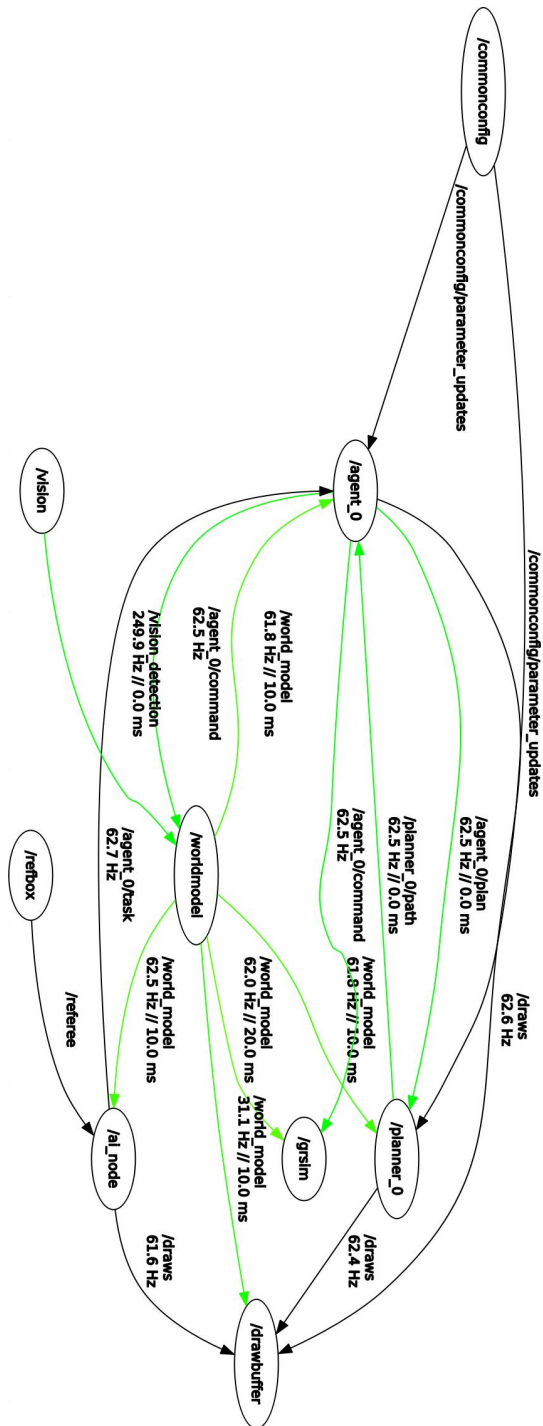 /commonconfig
/commonconfig/parameter_updates
/commonconfig/parameter_updates
/vision
/agent_0
/vision_detection
249.9 Hz // 0.0 ms
/agent_0/command
62.5 Hz
/world_model
61.8 Hz // 10.0 ms
/agent_0/command
62.5 Hz
/planner_0/path
62.5 Hz // 0.0 ms
/agent_0/plan
62.5 Hz // 0.0 ms
/refbox
/agent_0/task
62.7 Hz
/worldmodel
/referee
/world_model
62.5 Hz // 10.0 ms
/world_model
62.0 Hz // 20.0 ms
/world_model
31.1 Hz // 10.0 ms
/world_model
61.8 Hz // 10.0 ms
/draws
62.6 Hz
/ai_node
/grsim
/planner_0
/draws
61.6 Hz
/draws
62.4 Hz
/drawbuffer